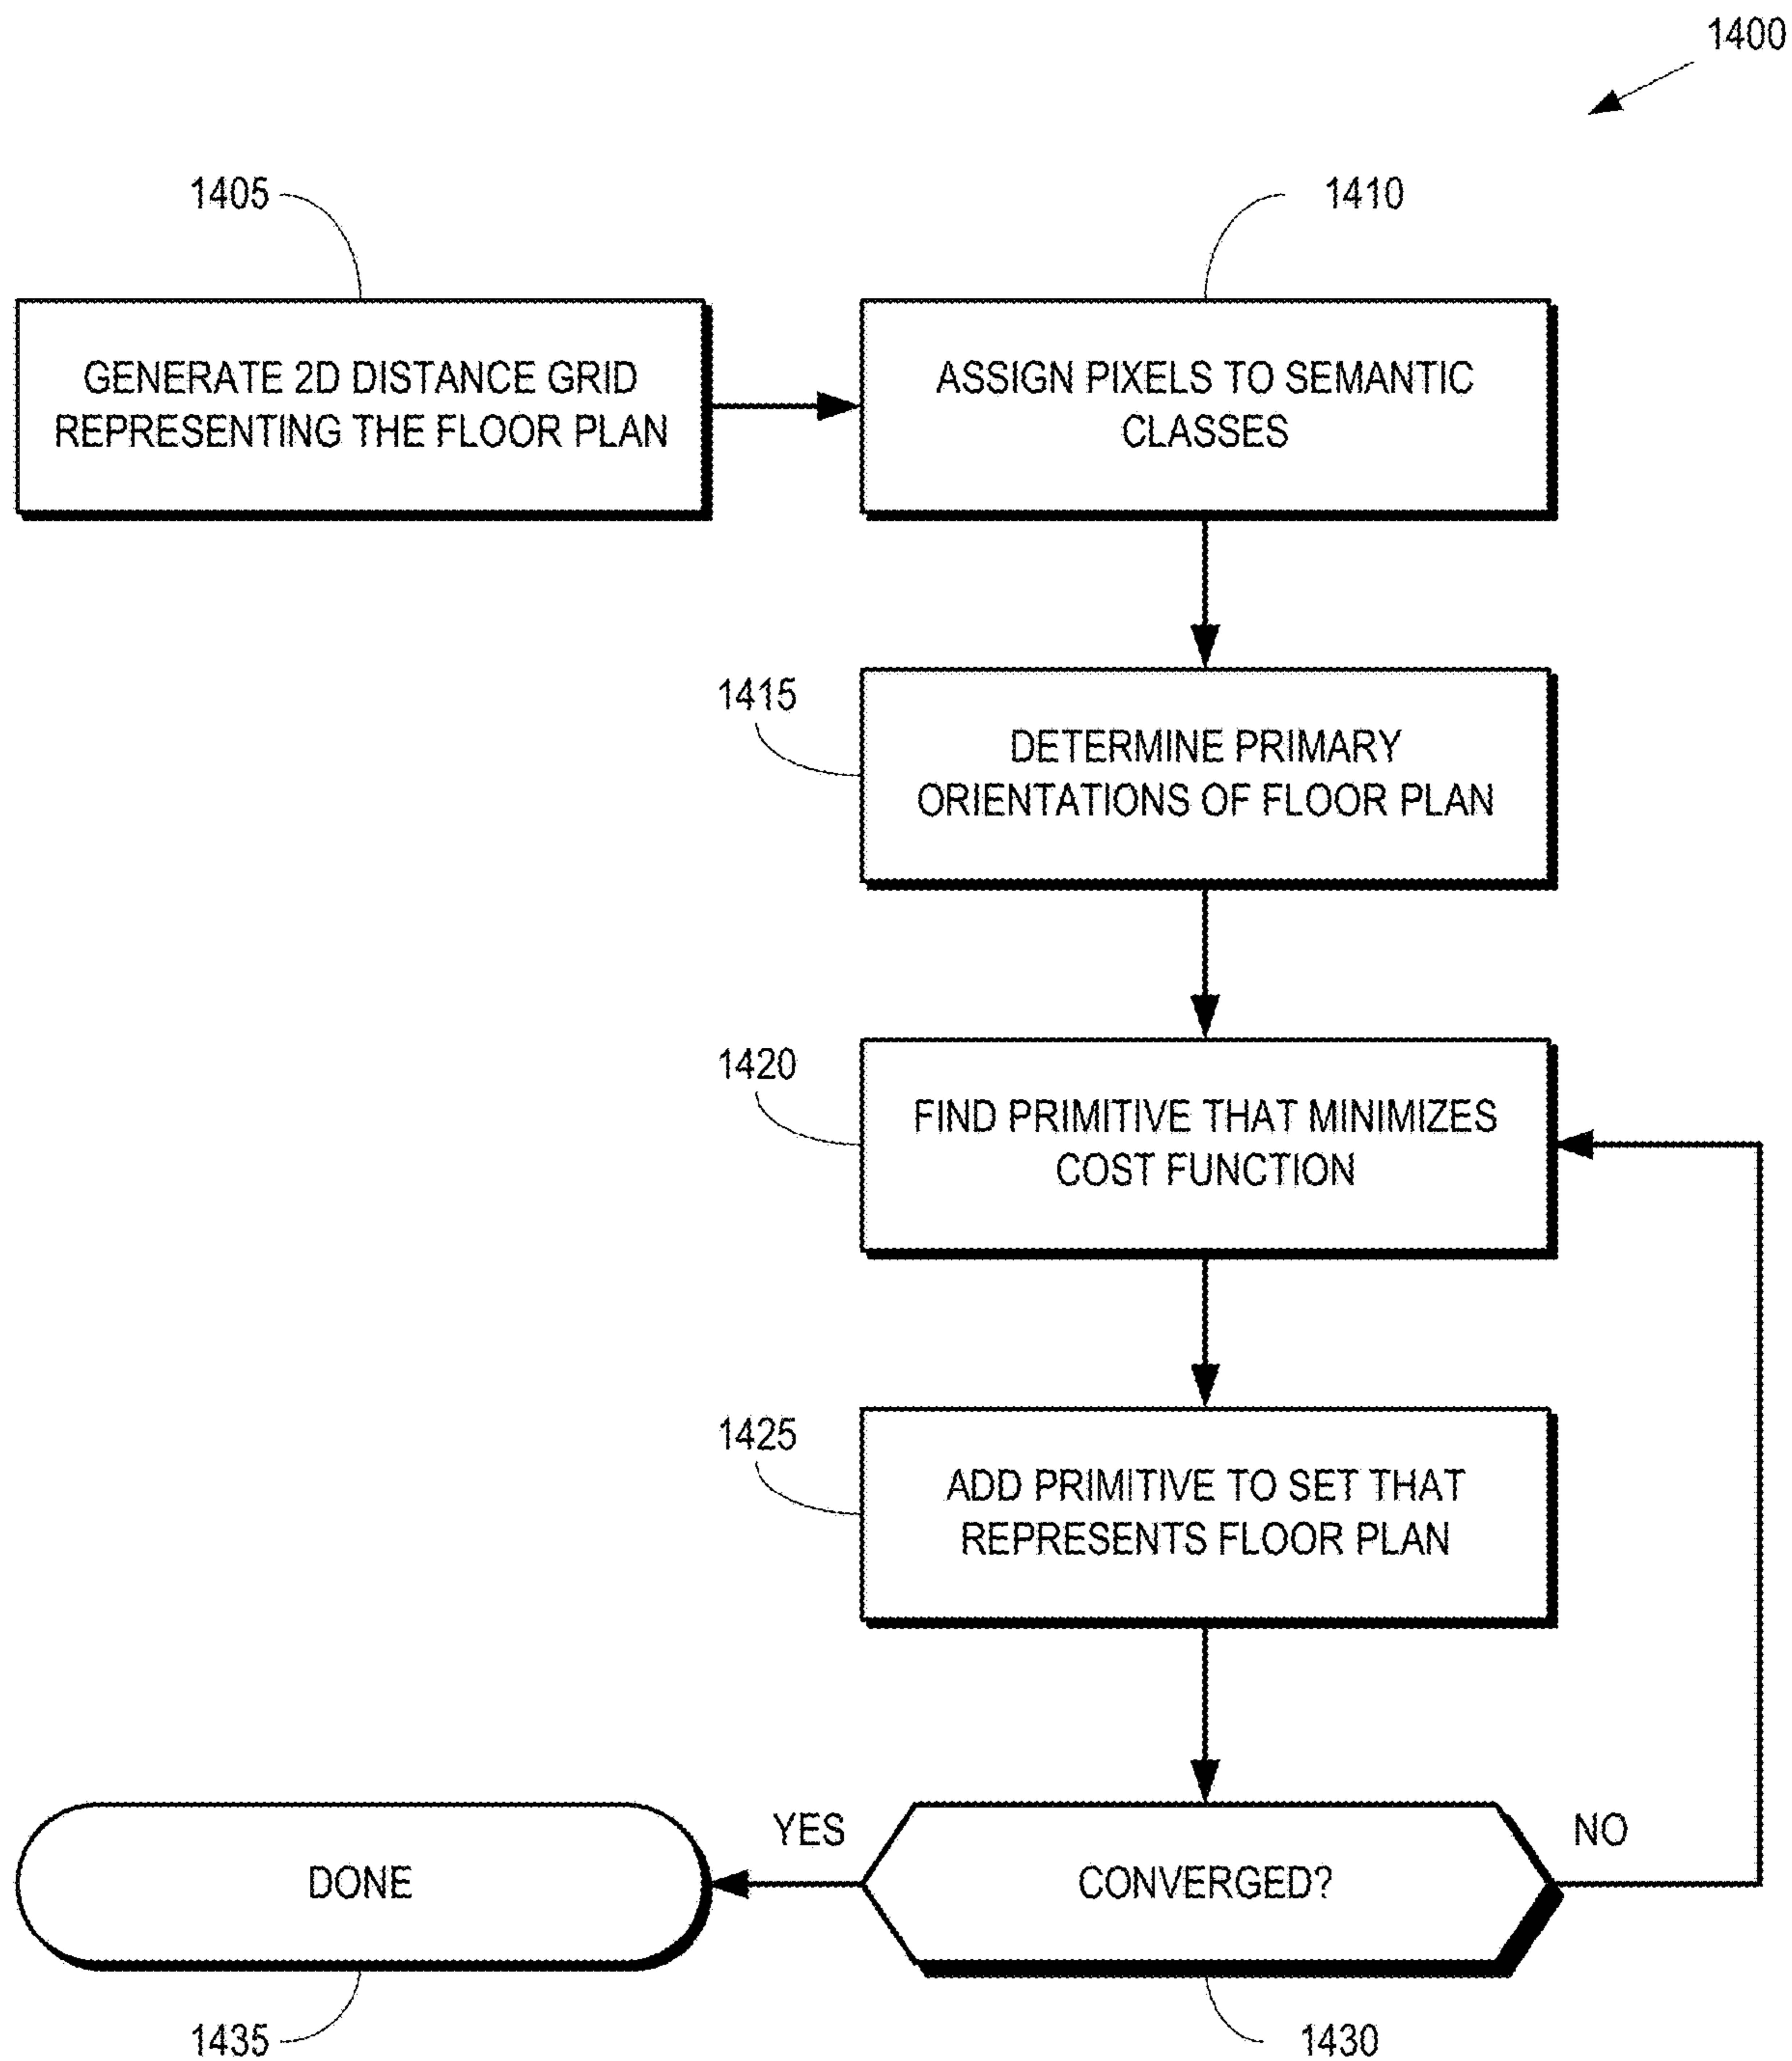 1400
1405
1410
GENERATE 2D DISTANCE GRID
REPRESENTING THE FLOOR PLAN
ASSIGN PIXELS TO SEMANTIC
CLASSES
1415
DETERMINE PRIMARY
ORIENTATIONS OF FLOOR PLAN
1420
FIND PRIMITIVE THAT MINIMIZES
COST FUNCTION
1425
ADD PRIMITIVE TO SET THAT
REPRESENTS FLOOR PLAN
YES
NO
DONE
CONVERGED?
1435
1430